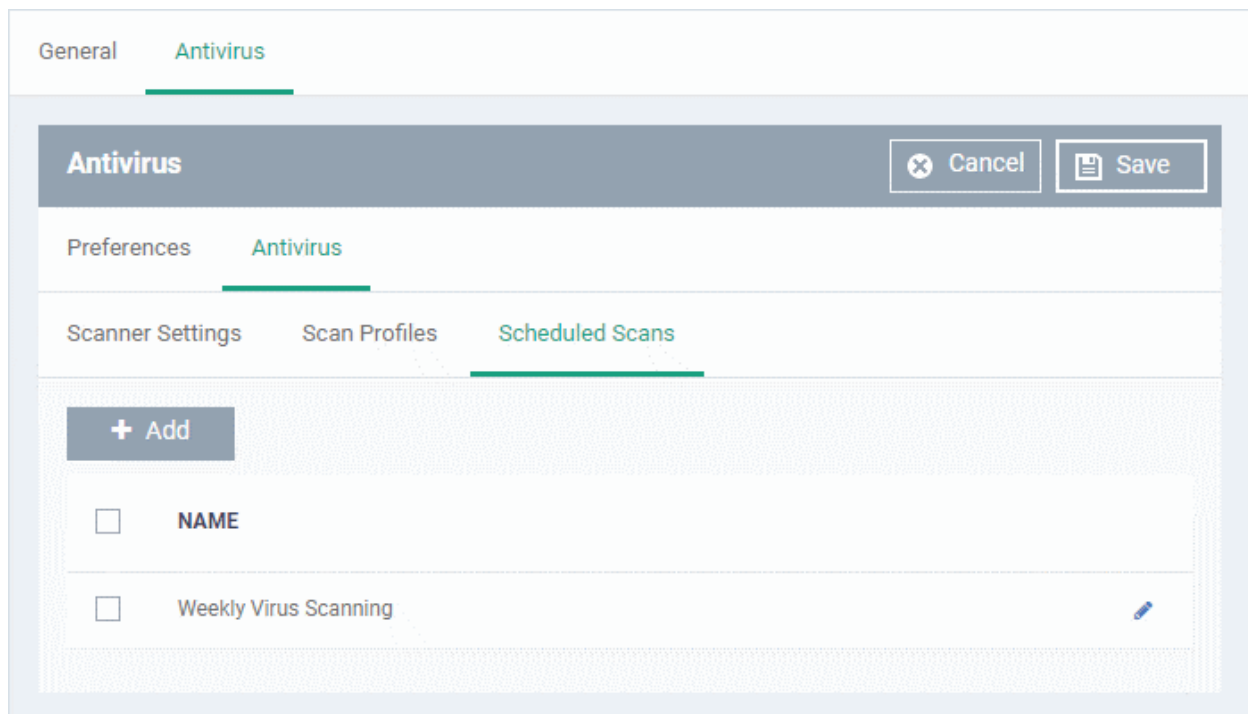 General Antivirus
Antivirus Cancel Save
Preferences Antivirus
Scanner Settings Scan Profiles Scheduled Scans
+ Add
NAME
Weekly Virus Scanning